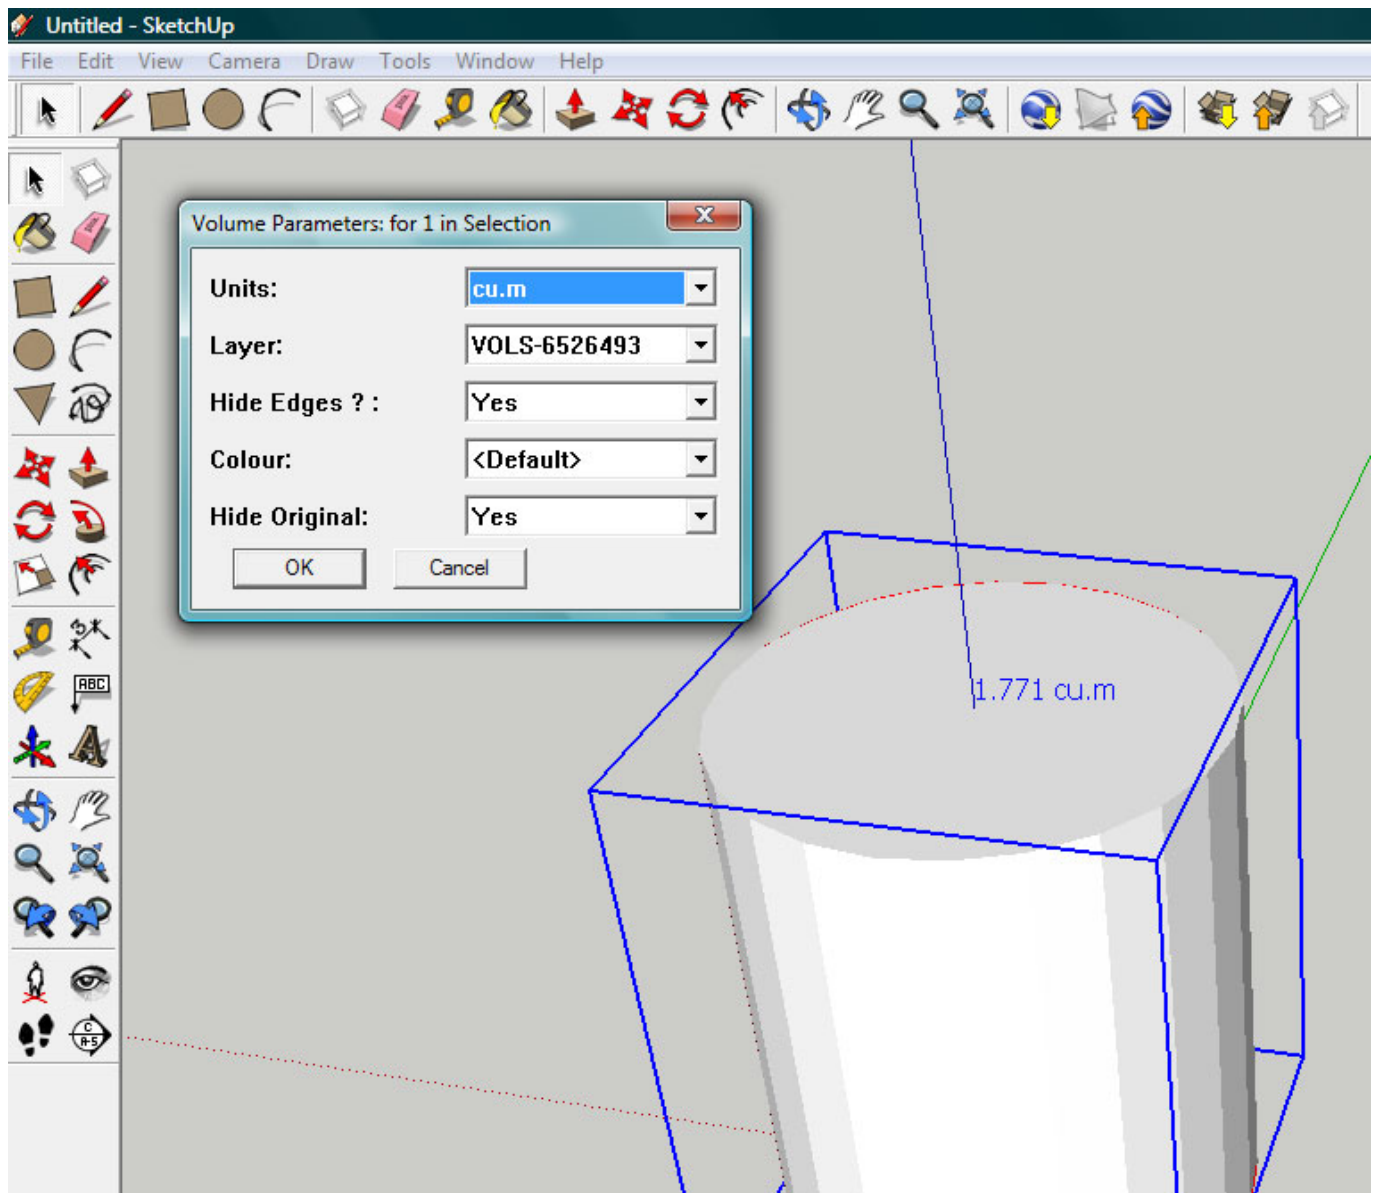 Untitled - SketchUp
File Edit View Camera Draw Tools Window Help
Volume Parameters: for 1 in Selection
Units: cu.m
Layer: VOLS-6526493
Hide Edges ? : Yes
Colour: <Default>
Hide Original: Yes
OK Cancel
ABC
1.771 cu.m
A
C
A-5